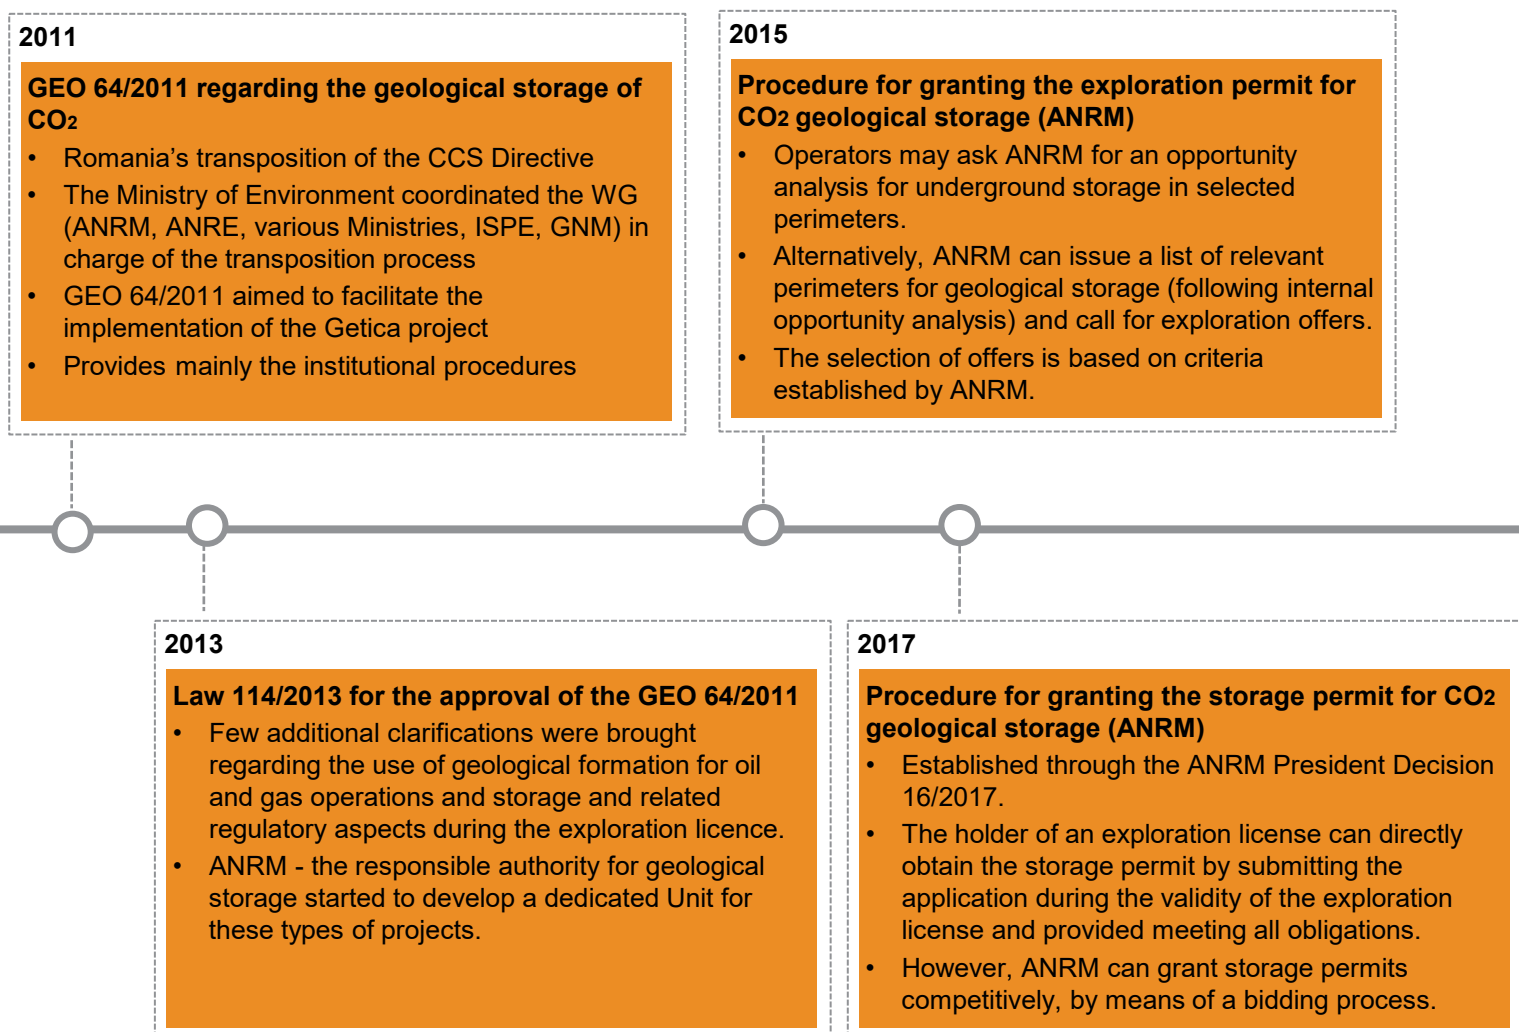 2011
GEO 64/2011 regarding the geological storage of
CO2
• Romania's transposition of the CCS Directive
• The Ministry of Environment coordinated the WG
(ANRM, ANRE, various Ministries, ISPE, GNM) in
charge of the transposition process
• GEO 64/2011 aimed to facilitate the
implementation of the Getica project
• Provides mainly the institutional procedures
2015
Procedure for granting the exploration permit for
CO2 geological storage (ANRM)
• Operators may ask ANRM for an opportunity
analysis for underground storage in selected
perimeters.
• Alternatively, ANRM can issue a list of relevant
perimeters for geological storage (following internal
opportunity analysis) and call for exploration offers.
• The selection of offers is based on criteria
established by ANRM.
2013
Law 114/2013 for the approval of the GEO 64/2011
• Few additional clarifications were brought
regarding the use of geological formation for oil
and gas operations and storage and related
regulatory aspects during the exploration licence.
• ANRM - the responsible authority for geological
storage started to develop a dedicated Unit for
these types of projects.
2017
Procedure for granting the storage permit for CO2
geological storage (ANRM)
• Established through the ANRM President Decision
16/2017.
• The holder of an exploration license can directly
obtain the storage permit by submitting the
application during the validity of the exploration
license and provided meeting all obligations.
• However, ANRM can grant storage permits
competitively, by means of a bidding process.